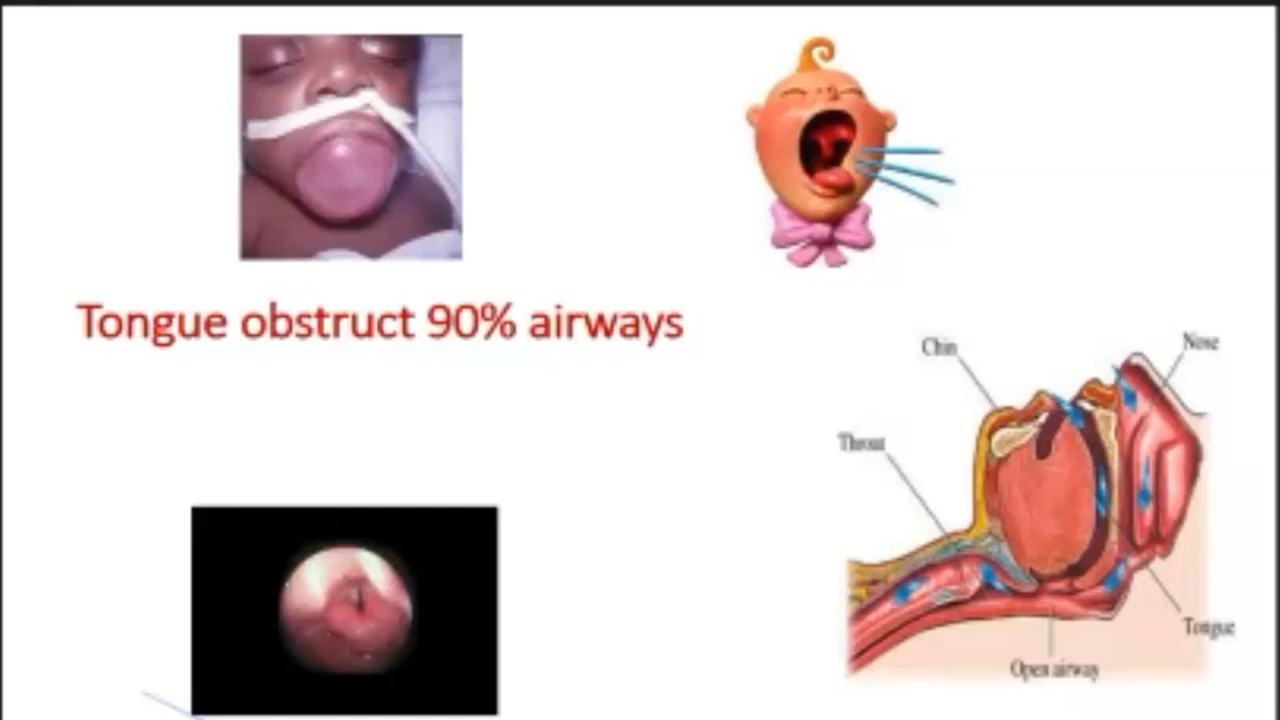 Tongue obstruct 90% airways
Chin
Nose
Throat
Tongue
Open airway